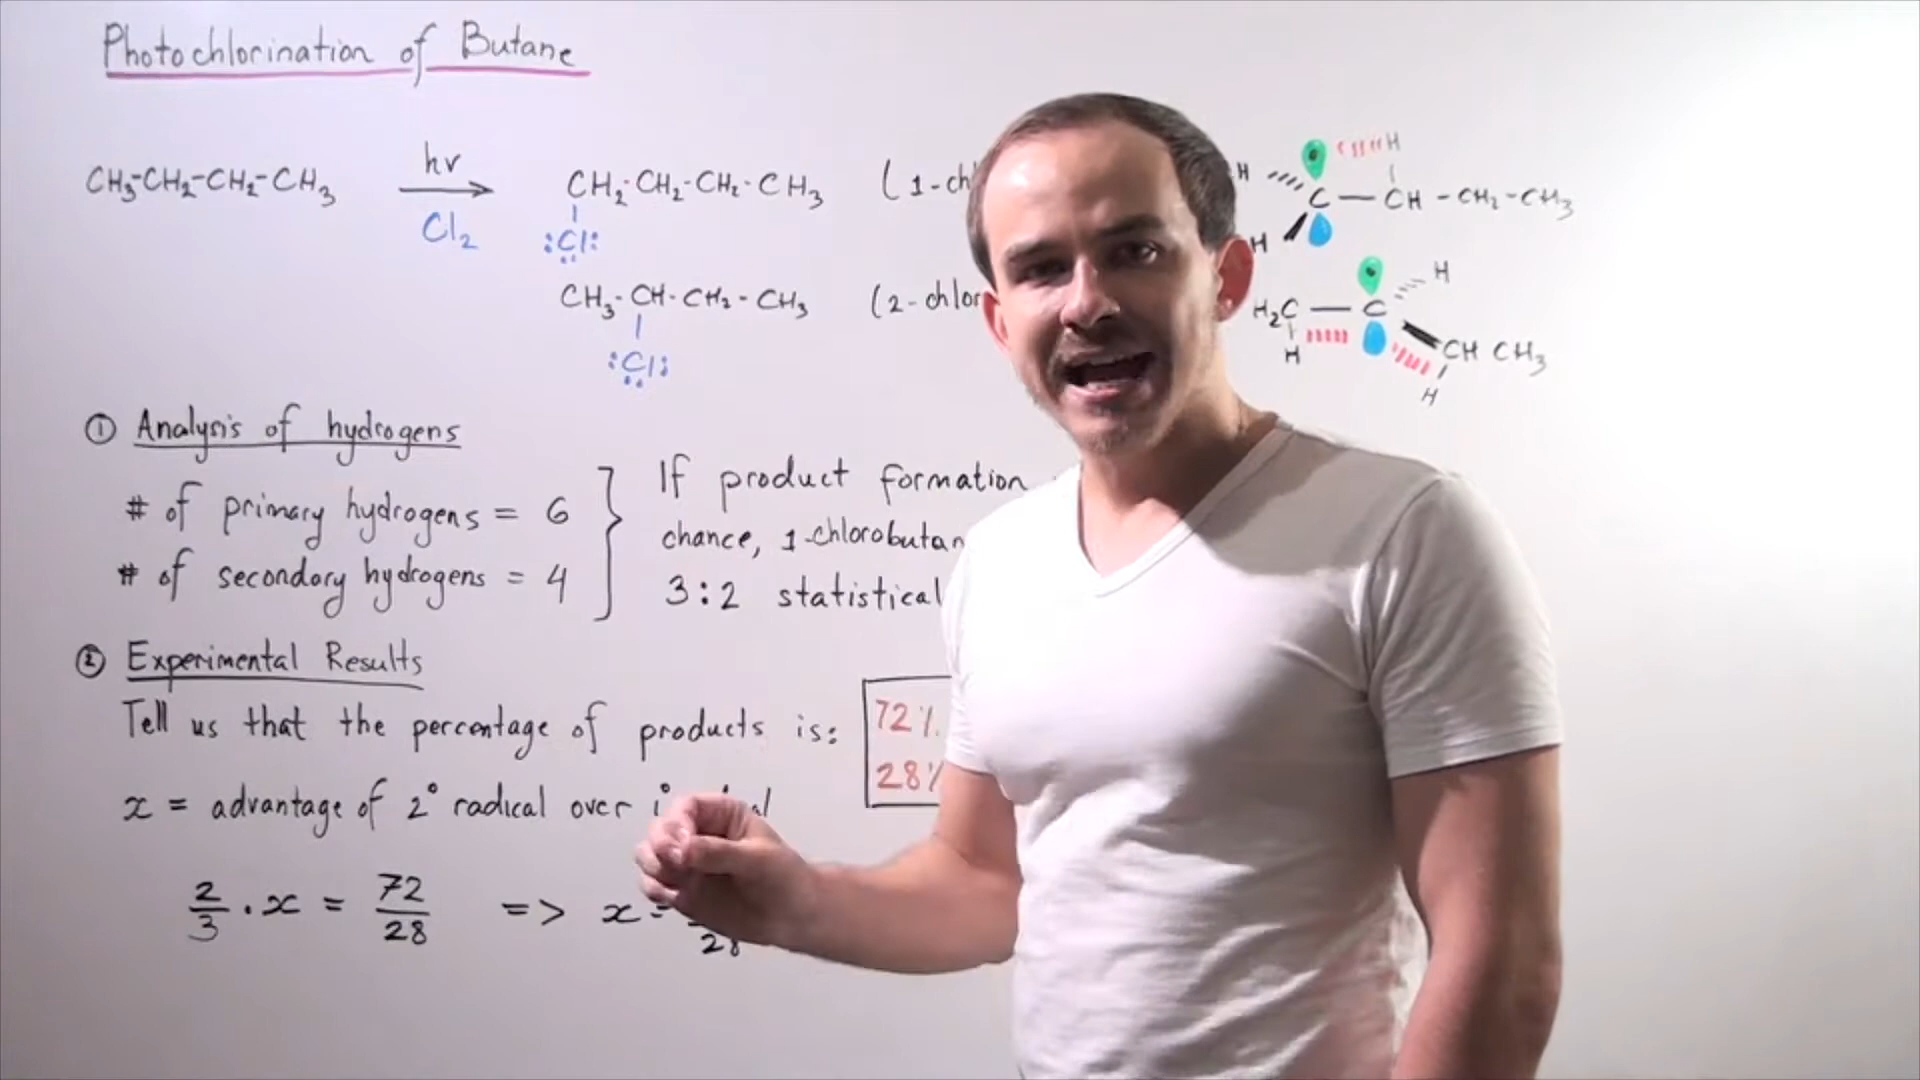 Photochlorination of Butane
CH3-CH2-CH2-CH3
hν
Cl2
CH2-CH2-CH2-CH3
:Cl:
(1-ch
CH3-CH-CH2-CH3
:Cl:
(2-chlor
H
H
C — CH - CH2-CH3
H
H
H2C — C
H
CH CH3
H
① Analysis of hydrogens
# of primary hydrogens = 6
# of secondary hydrogens = 4
If product formation
chance, 1-chlorobutan
3:2 statistical
② Experimental Results
Tell us that the percentage of products is:
72%
28%
x = advantage of 2° radical over 1°
2/3 · x = 72/28 => x =
28